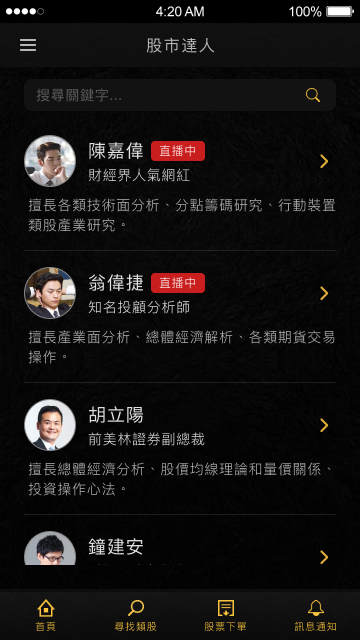 4:20 AM 100%
股市達人
搜尋關鍵字...
陳嘉偉 直播中
財經界人氣網紅
擅長各類技術面分析、分點籌碼研究、行動裝置
類股產業研究。
翁偉捷 直播中
知名投顧分析師
擅長產業面分析、總體經濟解析、各類期貨交易
操作。
胡立陽
前美林證券副總裁
擅長總體經濟分析、股價均線理論和量價關係、
投資操作心法。
鐘建安
首頁 尋找類股 股票下單 訊息通知